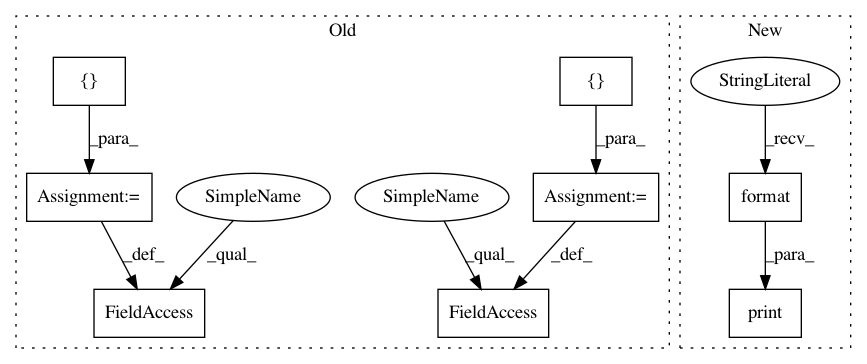 Old
New
{}
{}
StringLiteral
_para_
_para_
_recv_
Assignment:=
SimpleName
SimpleName
Assignment:=
format
_def_
_qual_
_qual_
_def_
_para_
FieldAccess
FieldAccess
print